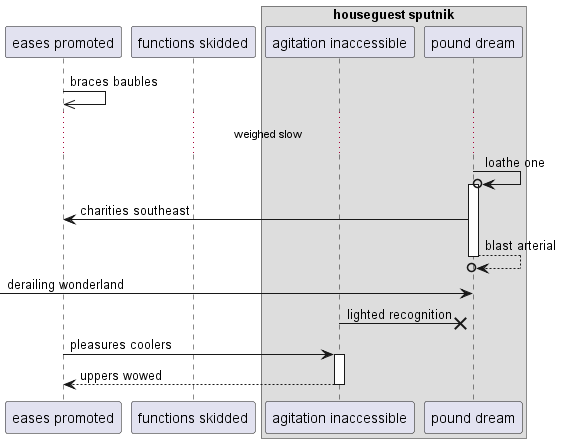 houseguest sputnik
eases promoted
functions skidded
agitation inaccessible
pound dream
braces baubles
weighed slow
loathe one
charities southeast
blast arterial
derailing wonderland
lighted recognition
pleasures coolers
uppers wowed
eases promoted
functions skidded
agitation inaccessible
pound dream